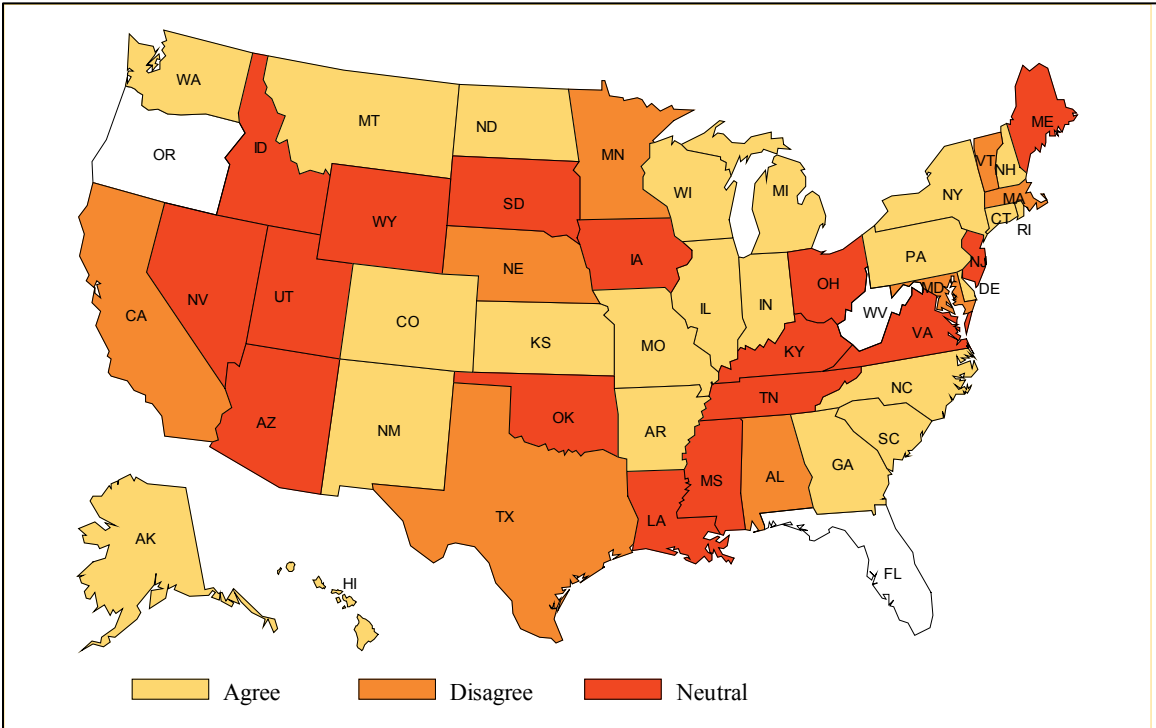 WA
MT
ND
MN
ME
OR
ID
VT
NH
WI
MI
NY
MA
SD
WY
CT
RI
IA
PA
NJ
NE
OH
DE
MD
NV
UT
IL
IN
WV
CA
CO
VA
KS
MO
KY
NC
TN
OK
AZ
NM
AR
SC
GA
MS
AL
TX
LA
AK
FL
HI
Agree Disagree Neutral